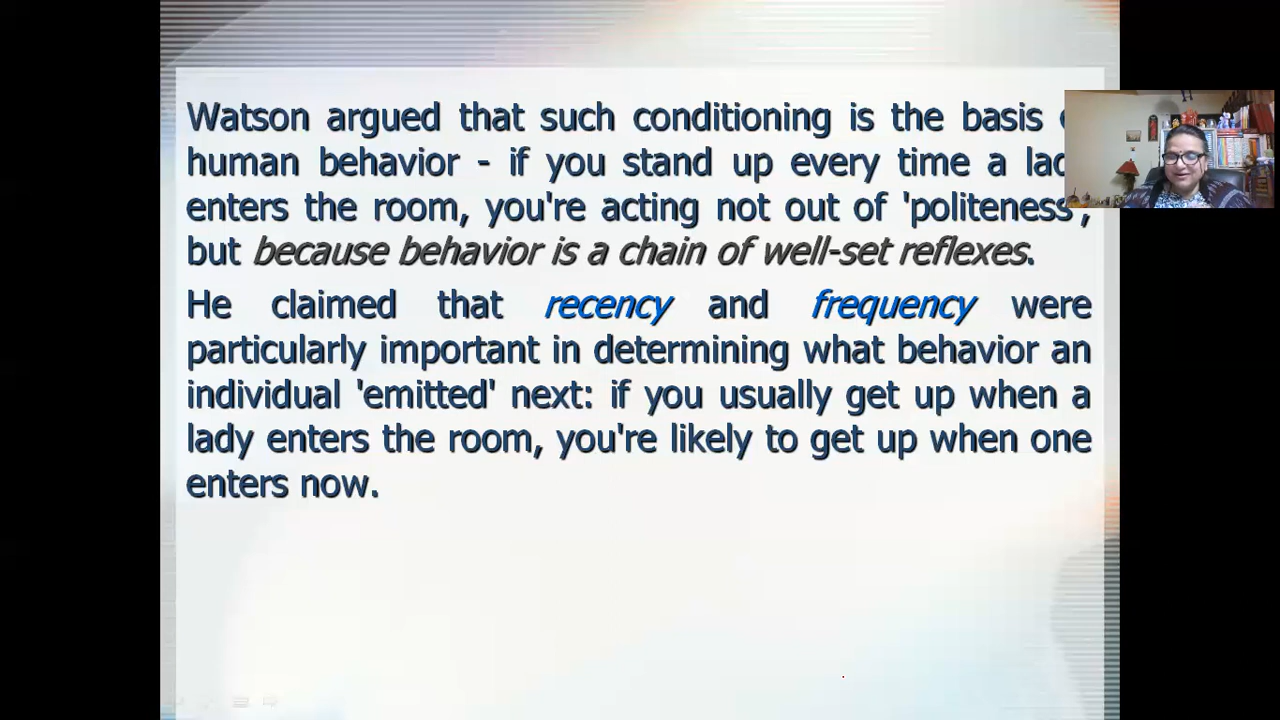 Watson argued that such conditioning is the basis
human behavior - if you stand up every time a
enters the room, you're acting not out of 'politeness',
but because behavior is a chain of well-set reflexes.
He claimed that recency and frequency were
particularly important in determining what behavior an
individual 'emitted' next: if you usually get up when a
lady enters the room, you're likely to get up when one
enters now.